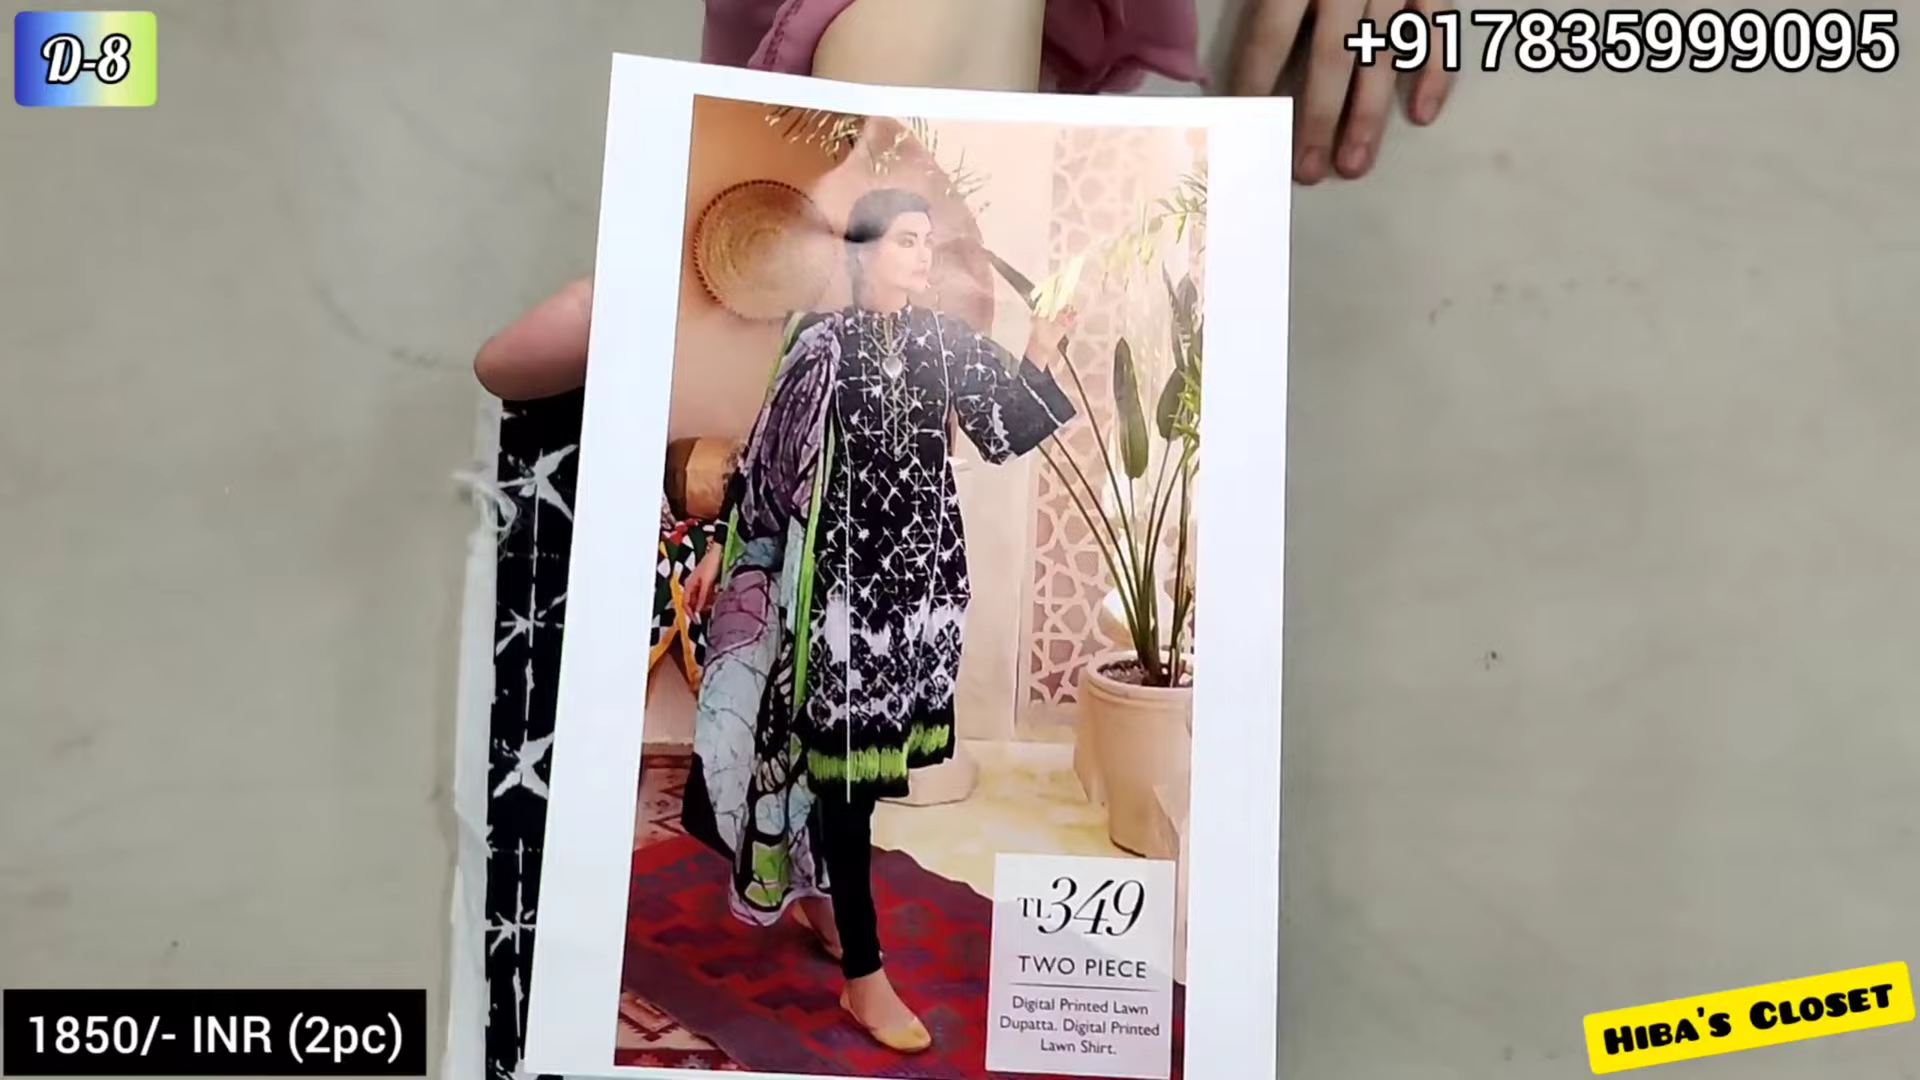 D-8
+917835999095
TL349
TWO PIECE
Digital Printed Lawn
Dupatta. Digital Printed
Lawn Shirt.
1850/- INR (2pc)
HIBA'S CLOSET